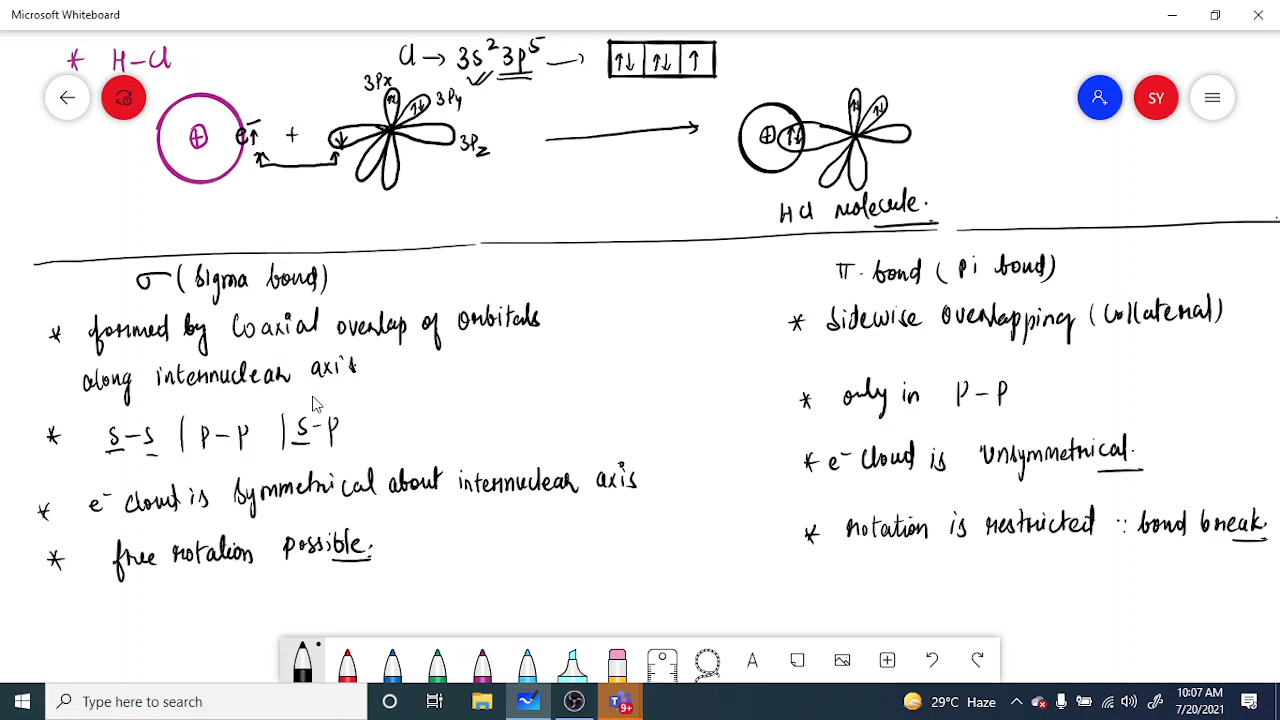 Microsoft Whiteboard
* H-Cl
Cl → 3s² 3p⁵ → ↑↓ ↑↓ ↑
3Px
3Py
SY
+ e⁻↑ + ↑↓ ↑↓ ↓ 3Pz → + ↑↓ ↑↓ ↑↓
HCl molecule.
σ (Sigma bond)
π-bond (Pi bond)
* formed by Coaxial overlap of orbitals
along internuclear axis
* Sidewise overlapping (Collateral)
* only in P-P
* s-s | p-p | s-p
* e⁻ cloud is unsymmetrical.
* e⁻ cloud is symmetrical about internuclear axis
* rotation is restricted ∵ bond break.
* free rotation possible.
A
Type here to search
9+
29°C Haze
10:07 AM
7/20/2021